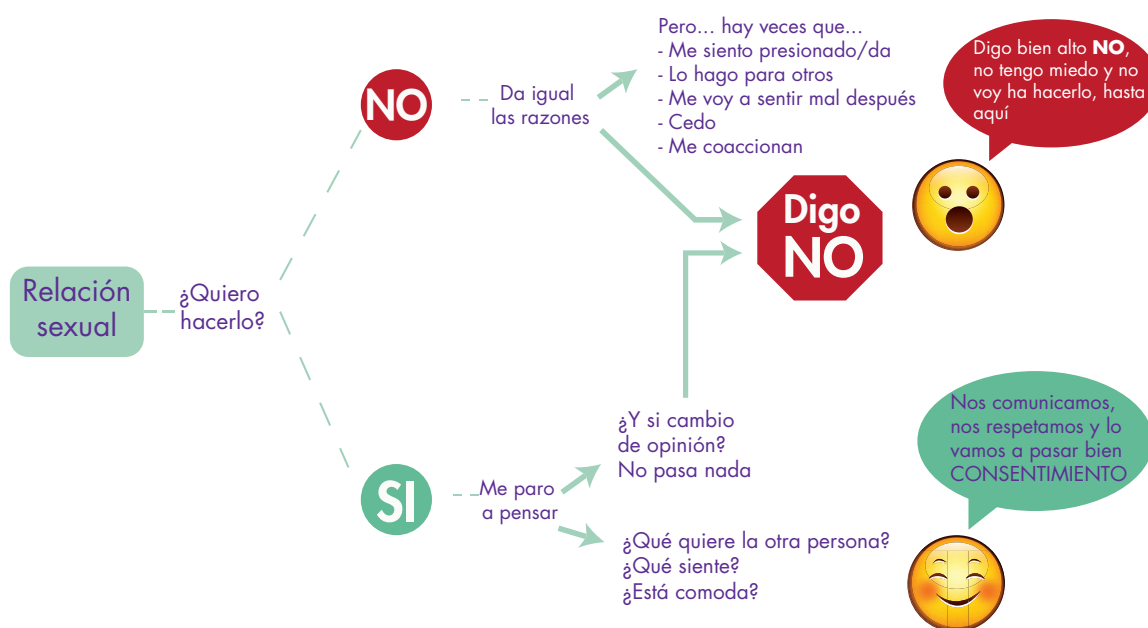 Relación
sexual
¿Quiero
hacerlo?
NO
Da igual
las razones
Pero... hay veces que...
- Me siento presionado/da
- Lo hago para otros
- Me voy a sentir mal después
- Cedo
- Me coaccionan
Digo bien alto NO,
no tengo miedo y no
voy ha hacerlo, hasta
aquí
Digo
NO
SI
Me paro
a pensar
¿Y si cambio
de opinión?
No pasa nada
¿Qué quiere la otra persona?
¿Qué siente?
¿Está comoda?
Nos comunicamos,
nos respetamos y lo
vamos a pasar bien
CONSENTIMIENTO